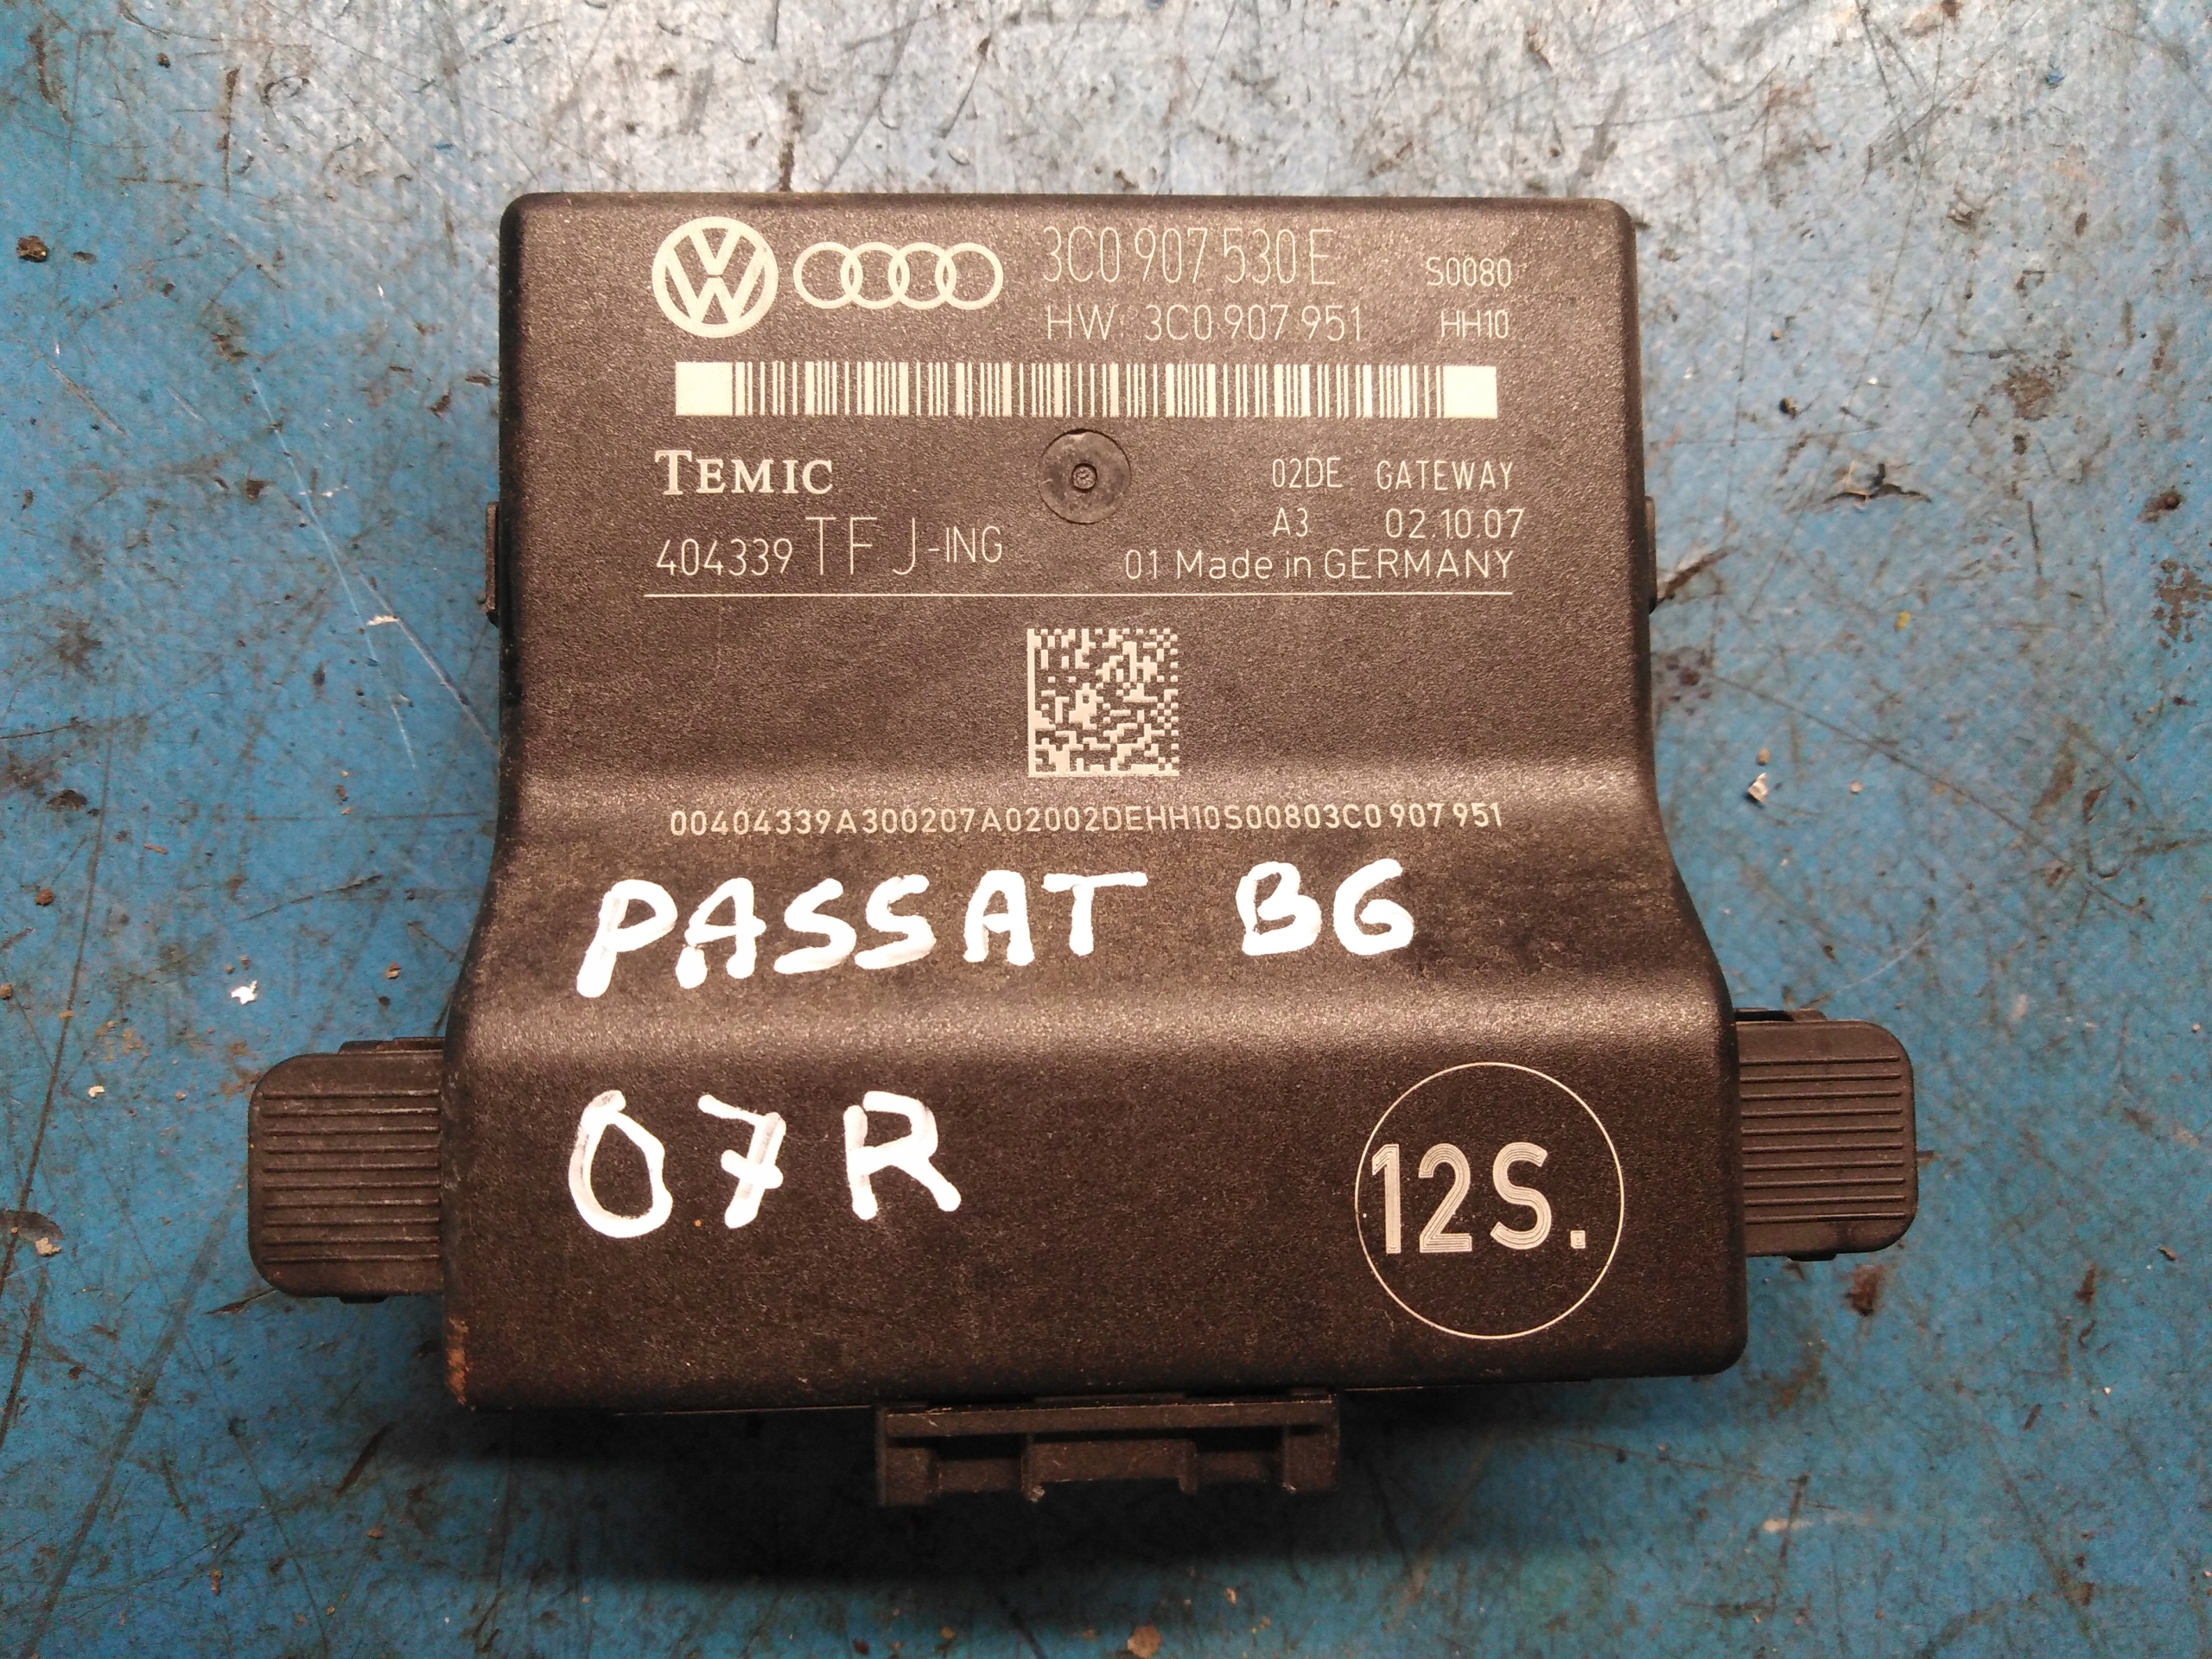 3C0 907 530 E S0080
HW: 3C0 907 951 HH10
TEMIC 02DE GATEWAY
A3 02.10.07
404339 TFJ-ING 01 Made in GERMANY
00404339A300207A02002DEHH10S00803C0 907 951
PASSAT B6
07R
12S.